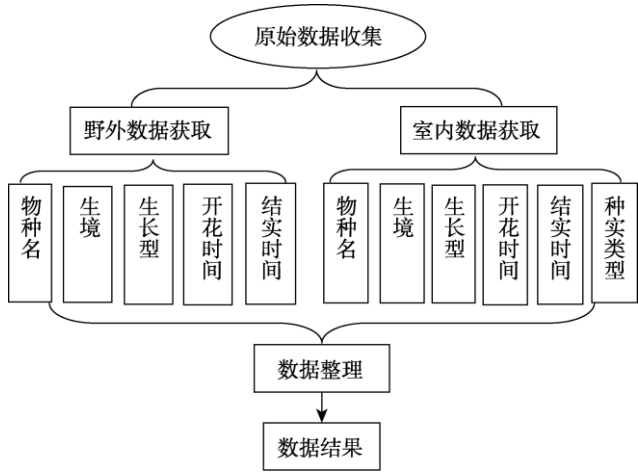 原始数据收集
野外数据获取
室内数据获取
物种名
生境
生长型
开花时间
结实时间
物种名
生境
生长型
开花时间
结实时间
种实类型
数据整理
数据结果